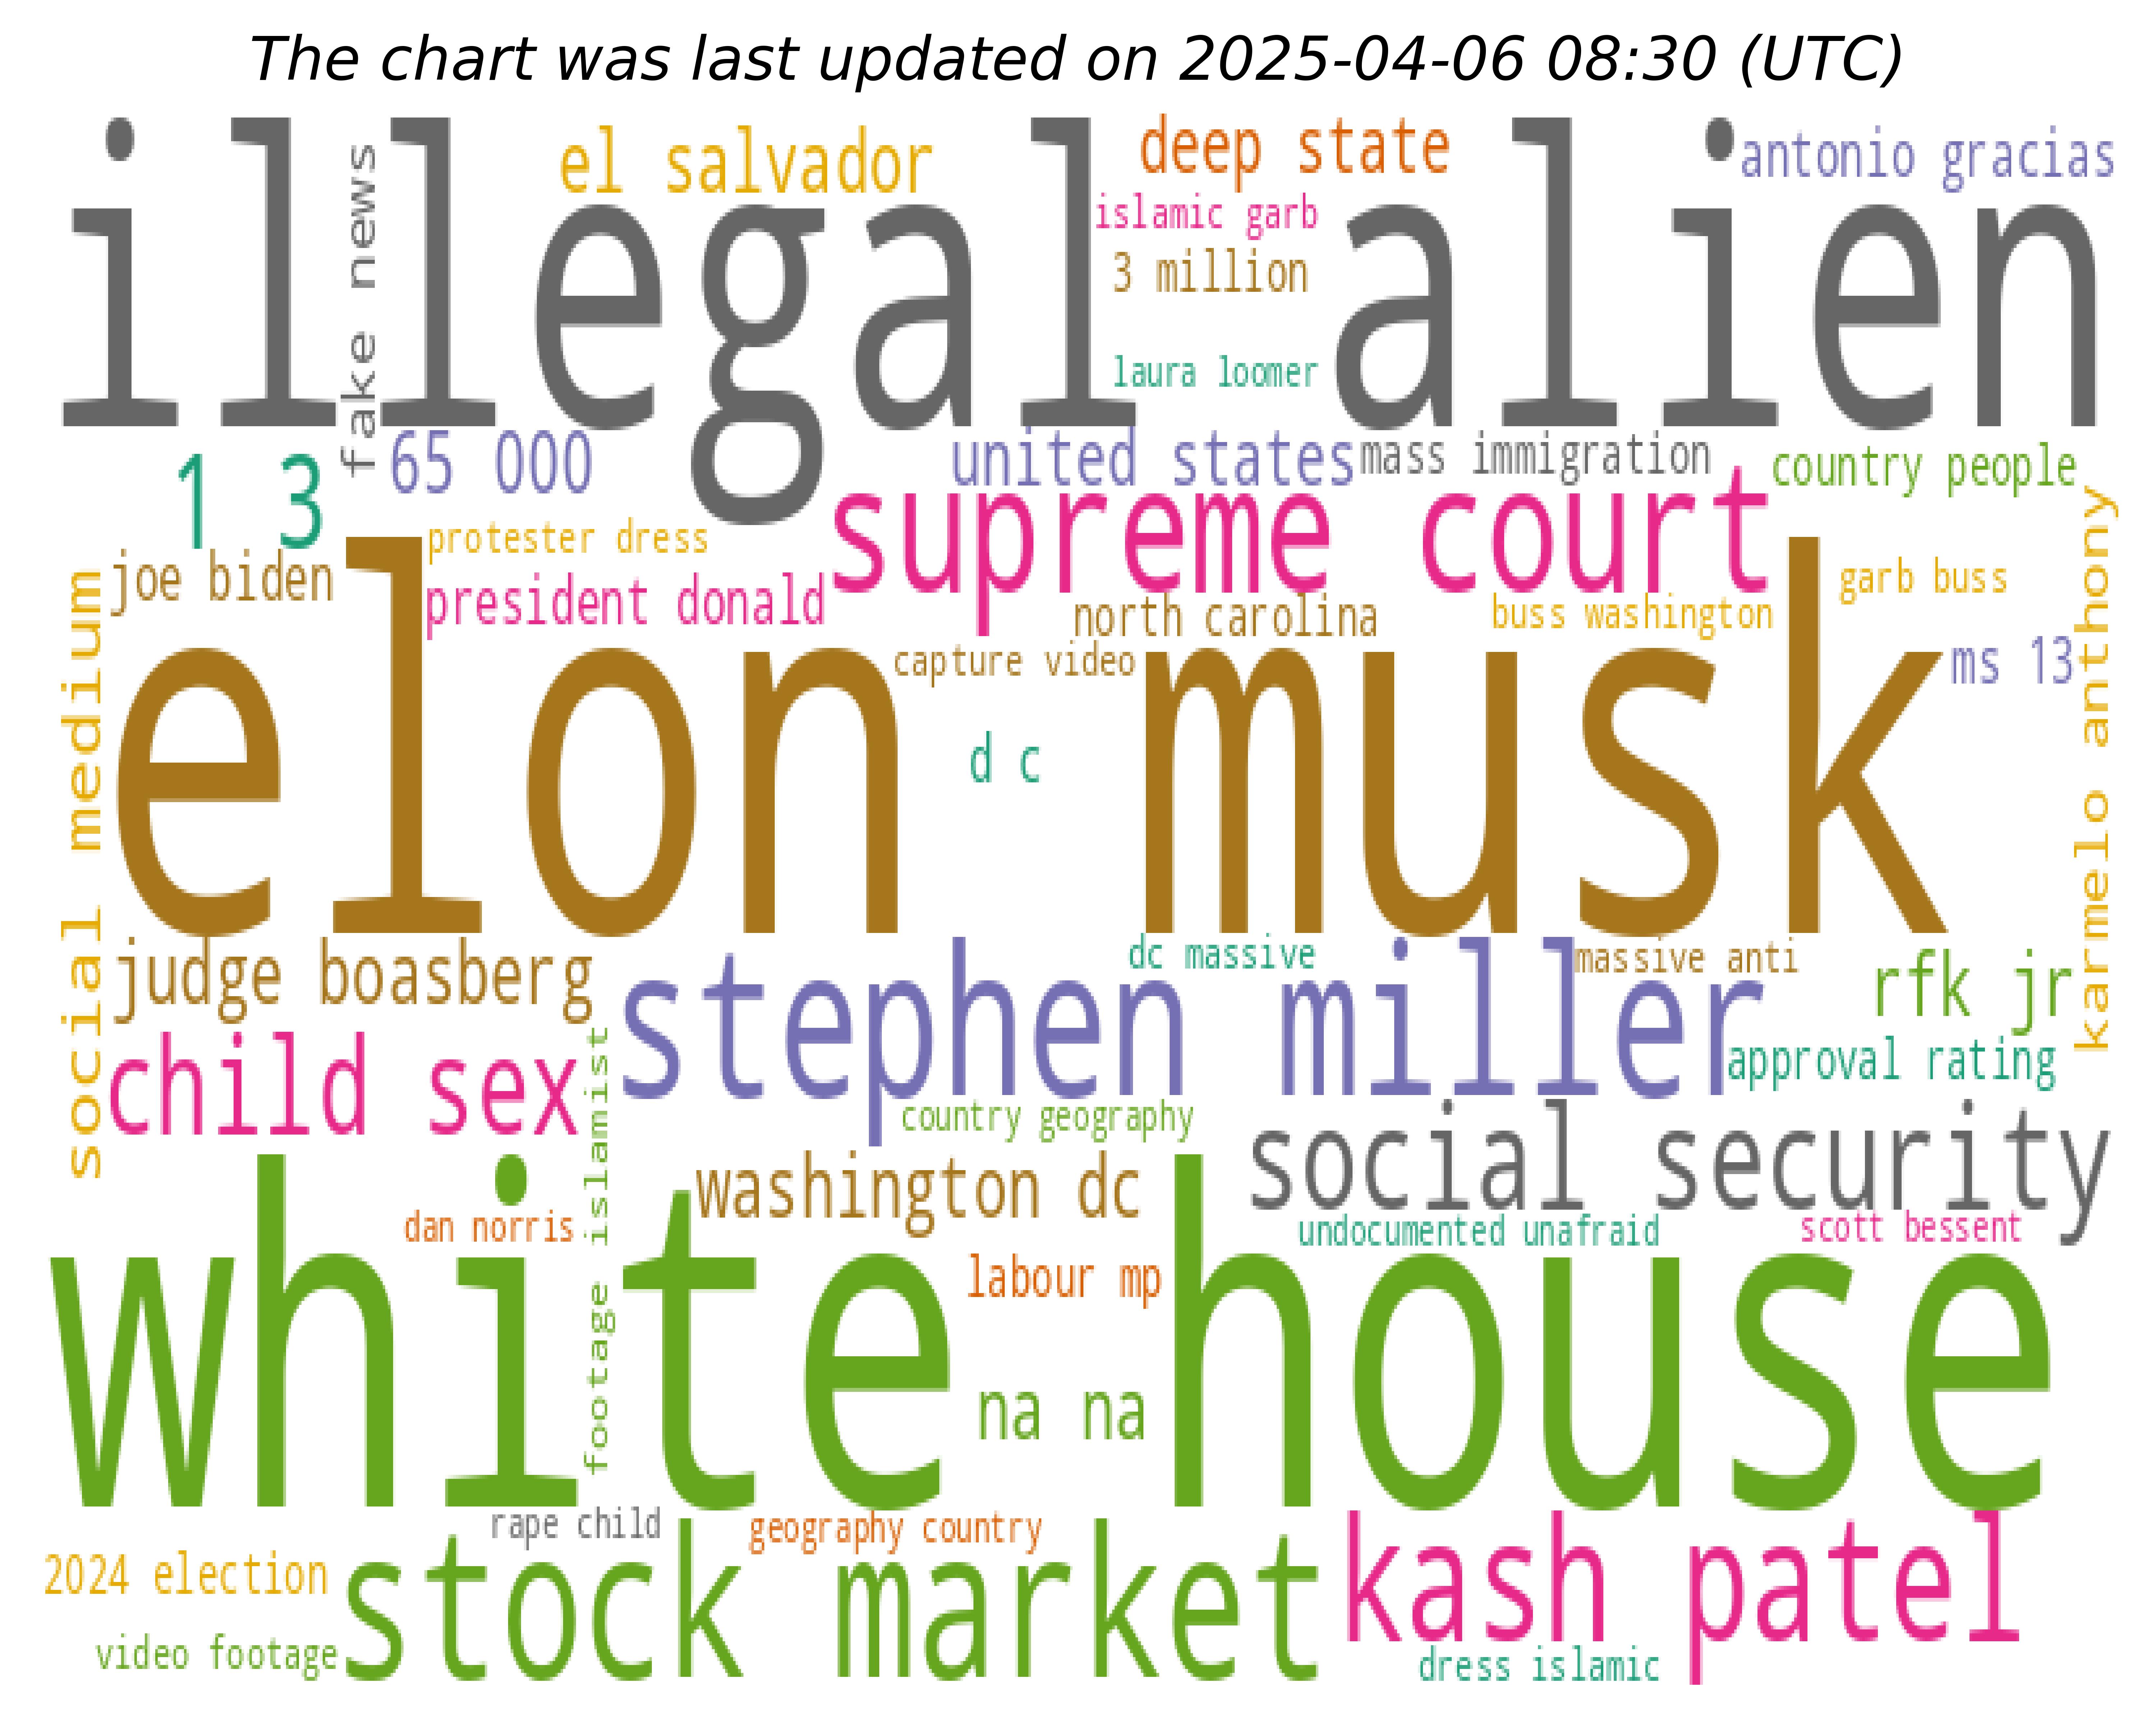 The chart was last updated on 2025-04-06 08:30 (UTC)
illegal alien
fake news
el salvador
deep state
antonio gracias
islamic garb
3 million
laura loomer
1 3
65 000
united states
mass immigration
country people
supreme court
protester dress
joe biden
president donald
north carolina
buss washington
garb buss
karmelo anthony
social medium
elon musk
capture video
ms 13
d c
judge boasberg
stephen miller
dc massive
massive anti
rfk jr
child sex
approval rating
footage islamist
country geography
social security
washington dc
white house
dan norris
undocumented unafraid
scott bessent
labour mp
na na
rape child
geography country
2024 election
stock market
kash patel
video footage
dress islamic